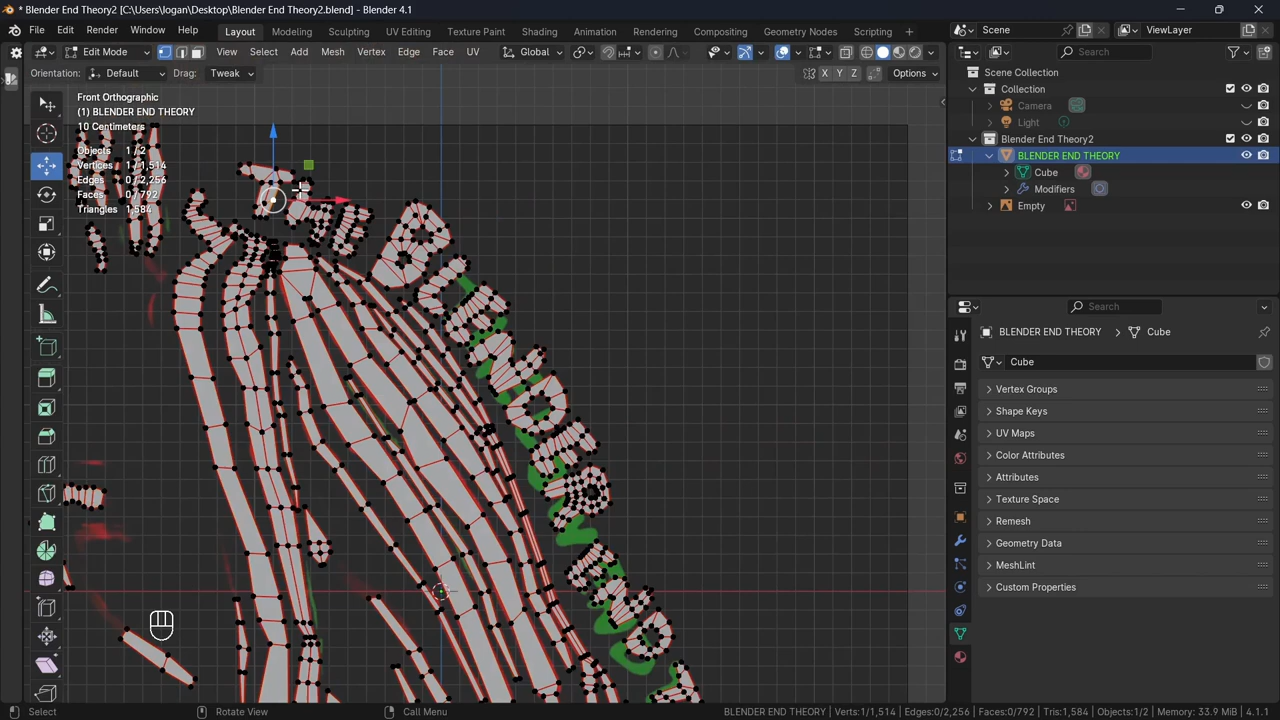 * Blender End Theory2 [C:\Users\logan\Desktop\Blender End Theory2.blend] - Blender 4.1
File Edit Render Window Help Layout Modeling Sculpting UV Editing Texture Paint Shading Animation Rendering Compositing Geometry Nodes Scripting + Scene ViewLayer
Edit Mode View Select Add Mesh Vertex Edge Face UV Global Search
Orientation: Default Drag: Tweak X Y Z Options
Scene Collection
Collection
Camera
Light
Blender End Theory2
BLENDER END THEORY
Cube
Modifiers
Empty
Front Orthographic
(1) BLENDER END THEORY
10 Centimeters
Objects 1/2
Vertices 1/1,514
Edges 0/2,256
Faces 0/792
Triangles 1,584
Search
BLENDER END THEORY > Cube
Cube
Vertex Groups
Shape Keys
UV Maps
Color Attributes
Attributes
Texture Space
Remesh
Geometry Data
MeshLint
Custom Properties
Select Rotate View Call Menu BLENDER END THEORY | Verts:1/1,514 | Edges:0/2,256 | Faces:0/792 | Tris:1,584 | Objects:1/2 | Memory: 33.9 MiB | 4.1.1